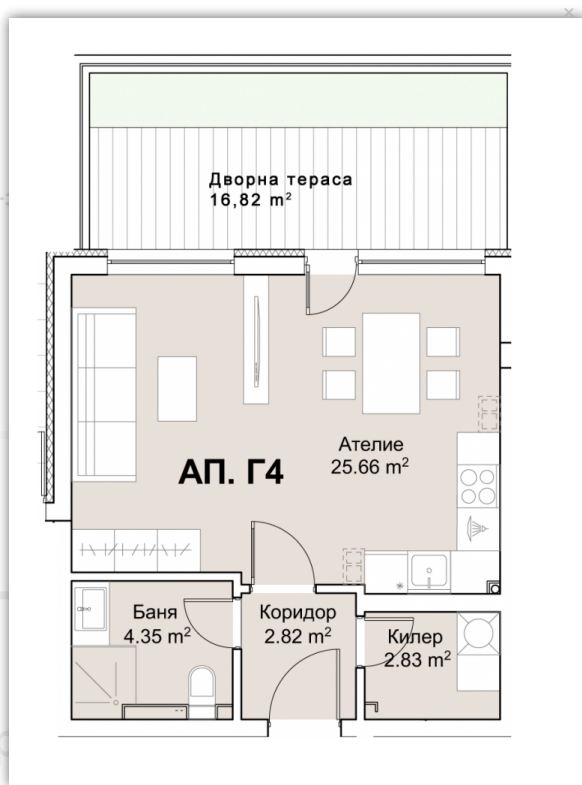 Дворна тераса
16,82 m²
Ателие
25.66 m²
АП. Г4
Баня
4.35 m²
Коридор
2.82 m²
Килер
2.83 m²